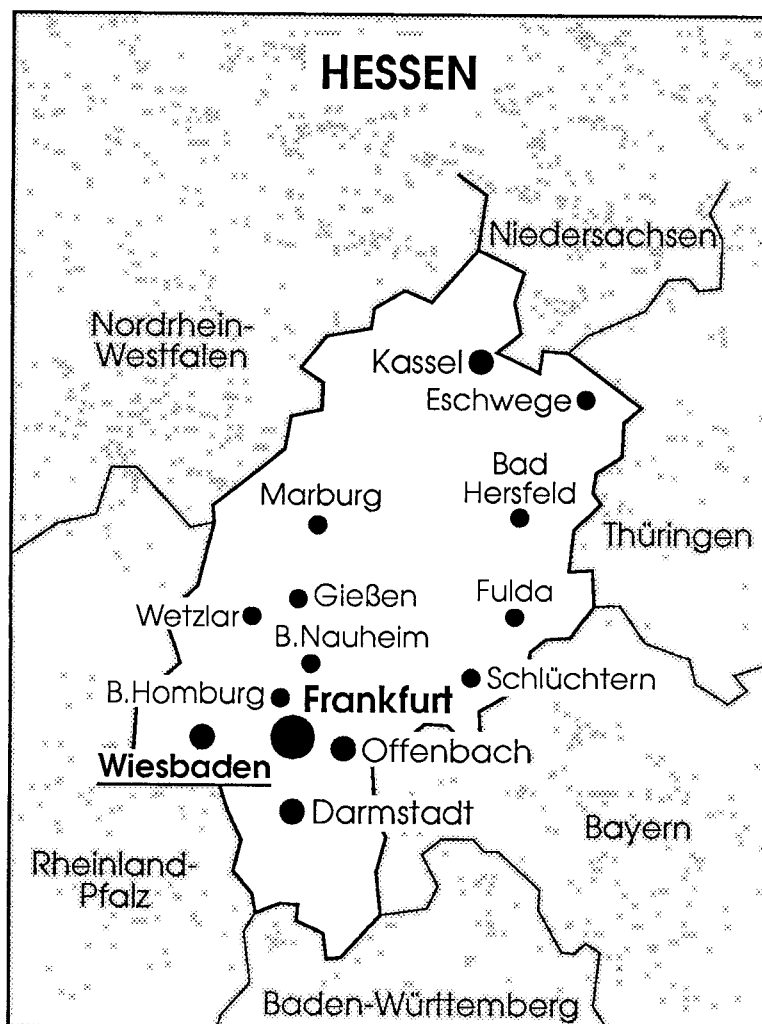 HESSEN
Niedersachsen
Nordrhein-
Westfalen
Kassel
Eschwege
Bad
Hersfeld
Marburg
Thüringen
Gießen
Fulda
Wetzlar
B.Nauheim
Schlüchtern
B.Homburg
Frankfurt
Offenbach
Wiesbaden
Darmstadt
Bayern
Rheinland-
Pfalz
Baden-Württemberg